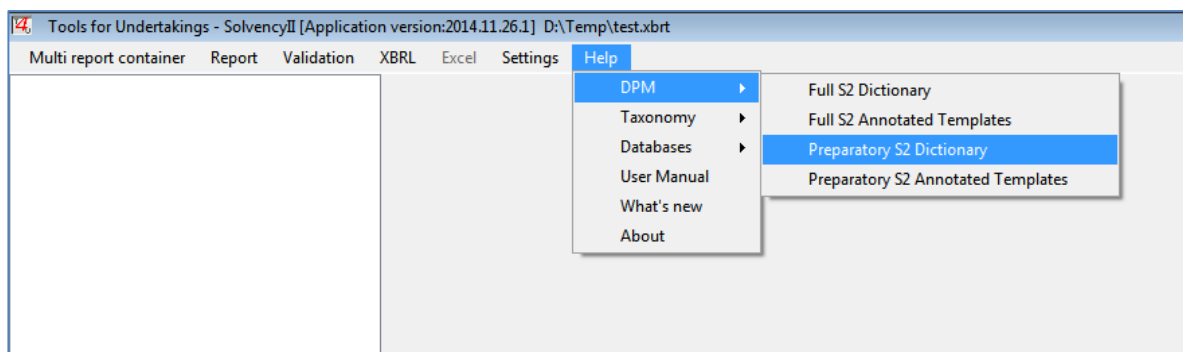 Tools for Undertakings - SolvencyII [Application version:2014.11.26.1] D:\Temp\test.xbrt
Multi report container Report Validation XBRL Excel Settings Help
DPM
Taxonomy
Databases
User Manual
What's new
About
Full S2 Dictionary
Full S2 Annotated Templates
Preparatory S2 Dictionary
Preparatory S2 Annotated Templates